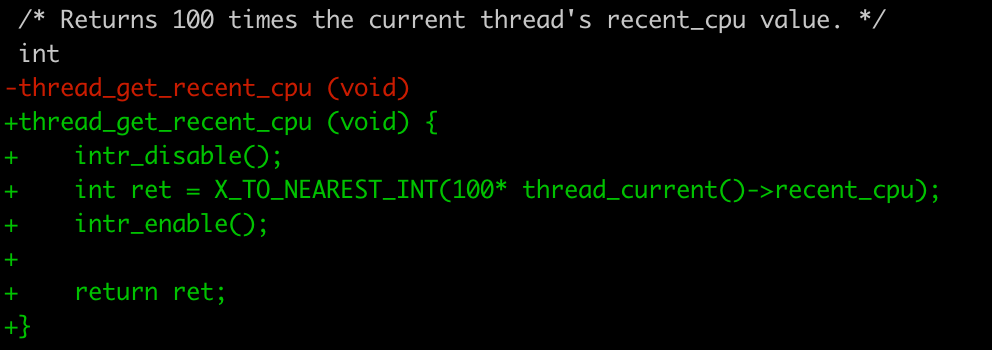 /* Returns 100 times the current thread's recent_cpu value. */
int
-thread_get_recent_cpu (void)
+thread_get_recent_cpu (void) {
+    intr_disable();
+    int ret = X_TO_NEAREST_INT(100* thread_current()->recent_cpu);
+    intr_enable();
+
+    return ret;
+}